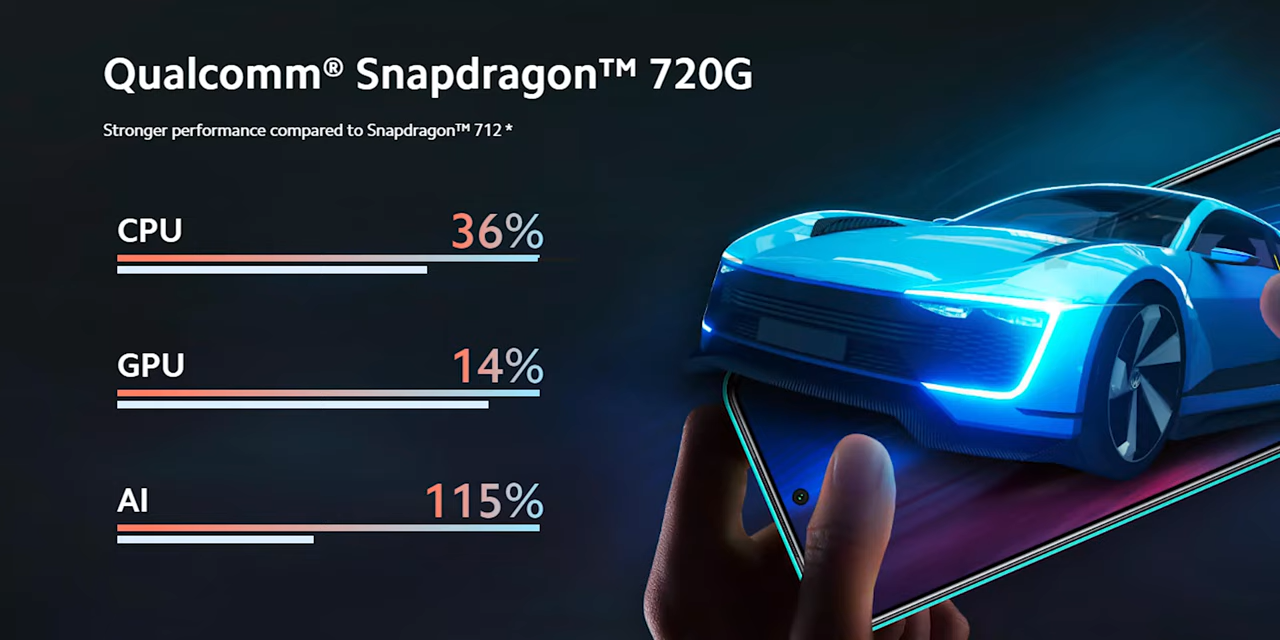 Qualcomm® Snapdragon™ 720G
Stronger performance compared to Snapdragon™ 712 *
CPU 36%
GPU 14%
AI 115%